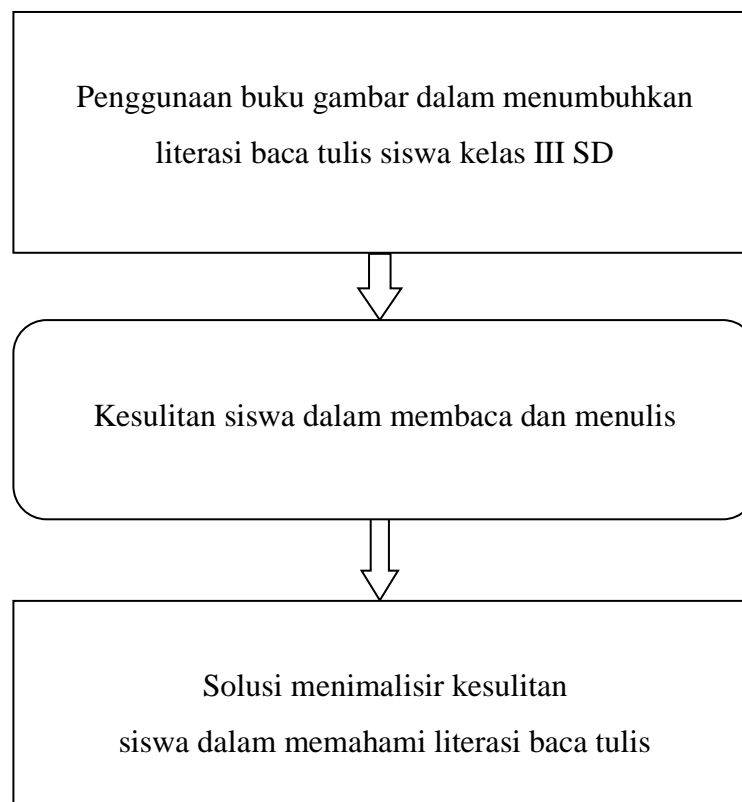 Penggunaan buku gambar dalam menumbuhkan
literasi baca tulis siswa kelas III SD
Kesulitan siswa dalam membaca dan menulis
Solusi menimalisir kesulitan
siswa dalam memahami literasi baca tulis